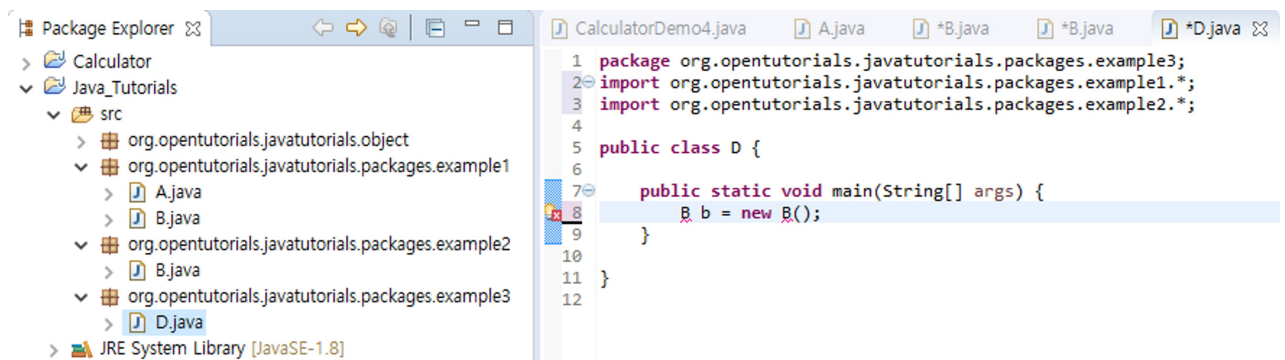 Package Explorer
Calculator
Java_Tutorials
src
org.opentutorials.javatutorials.object
org.opentutorials.javatutorials.packages.example1
A.java
B.java
org.opentutorials.javatutorials.packages.example2
B.java
org.opentutorials.javatutorials.packages.example3
D.java
JRE System Library [JavaSE-1.8]
CalculatorDemo4.java A.java *B.java *B.java *D.java
1 package org.opentutorials.javatutorials.packages.example3;
2 import org.opentutorials.javatutorials.packages.example1.*;
3 import org.opentutorials.javatutorials.packages.example2.*;
4
5 public class D {
6
7 public static void main(String[] args) {
8 B b = new B();
9 }
10
11 }
12